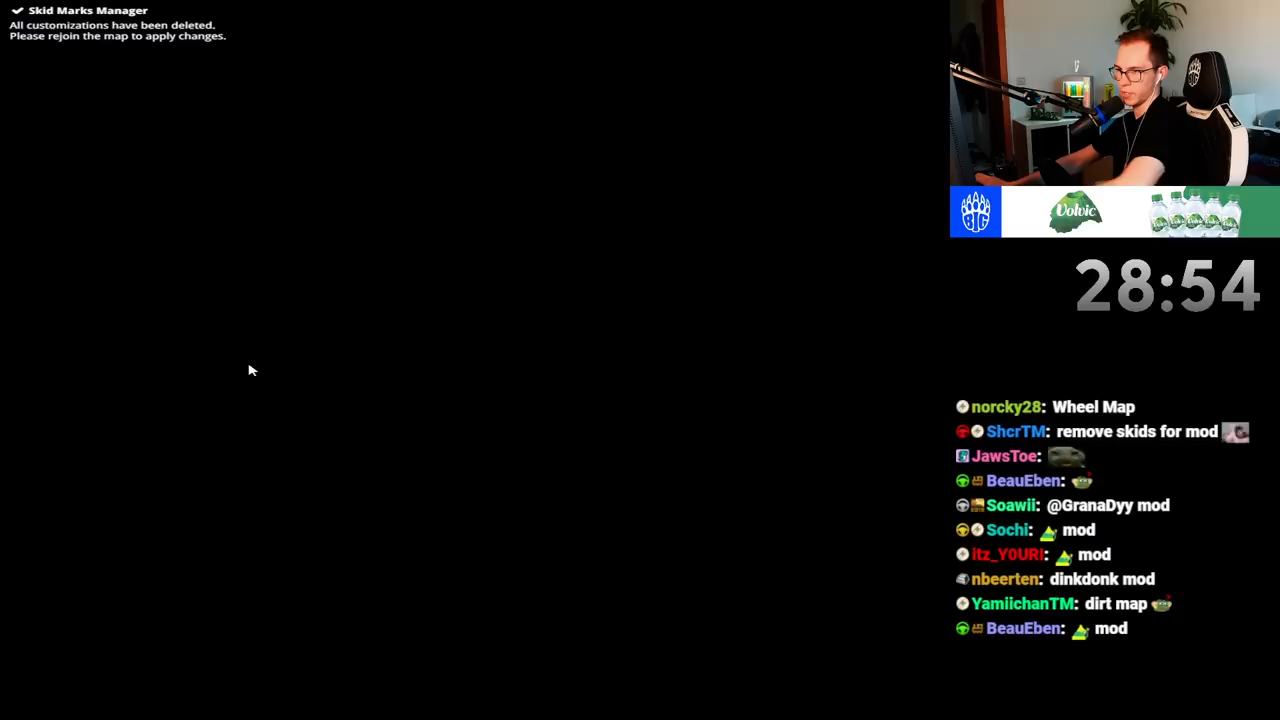 Skid Marks Manager
All customizations have been deleted.
Please rejoin the map to apply changes.
BIG
Volvic
28:54
norcky28: Wheel Map
ShcrTM: remove skids for mod
JawsToe:
BeauEben:
Soawii: @GranaDyy mod
Sochi: mod
itz_Y0URI: mod
nbeerten: dinkdonk mod
YamiichanTM: dirt map
BeauEben: mod